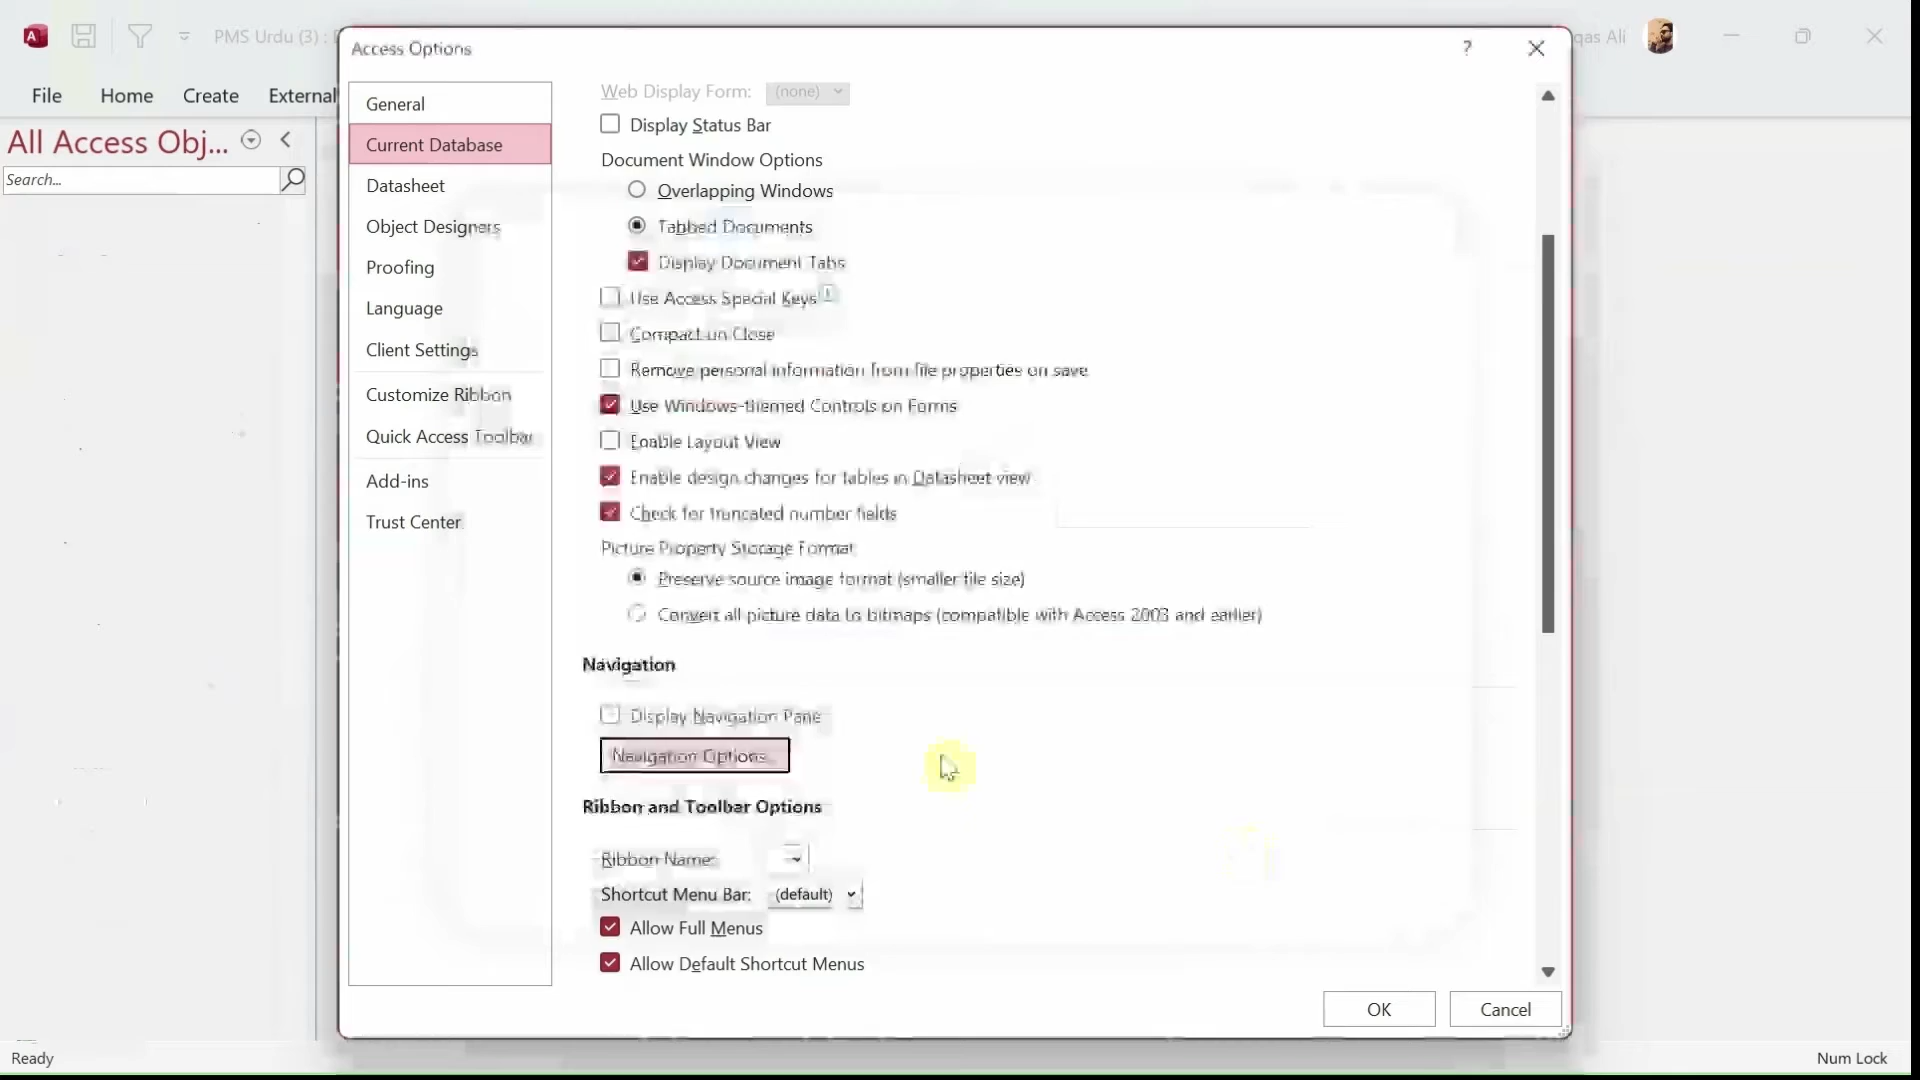 PMS Urdu (3) :
Access Options
qas Ali
File
Home
Create
External
All Access Obj...
Search...
General
Current Database
Datasheet
Object Designers
Proofing
Language
Client Settings
Customize Ribbon
Quick Access Toolbar
Add-ins
Trust Center
Web Display Form: (none)
Display Status Bar
Document Window Options
Overlapping Windows
Tabbed Documents
Display Document Tabs
Use Access Special Keys
Compact on Close
Remove personal information from file properties on save
Use Windows-themed Controls on Forms
Enable Layout View
Enable design changes for tables in Datasheet view
Check for truncated number fields
Picture Property Storage Format
Preserve source image format (smaller file size)
Convert all picture data to bitmaps (compatible with Access 2003 and earlier)
Navigation
Display Navigation Pane
Navigation Options...
Ribbon and Toolbar Options
Ribbon Name:
Shortcut Menu Bar: (default)
Allow Full Menus
Allow Default Shortcut Menus
OK
Cancel
Ready
Num Lock